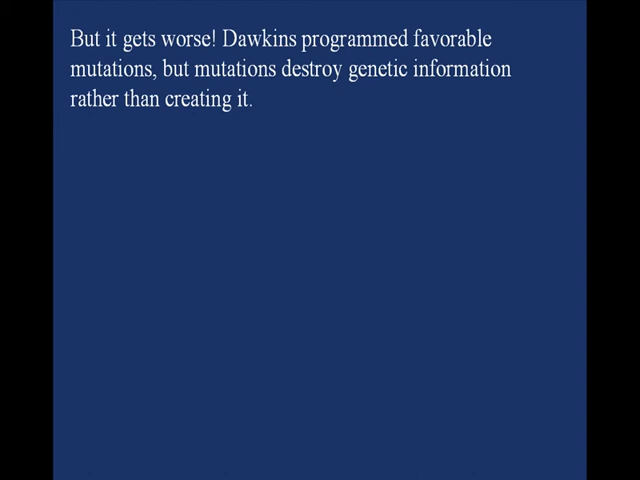 But it gets worse! Dawkins programmed favorable
mutations, but mutations destroy genetic information
rather than creating it.